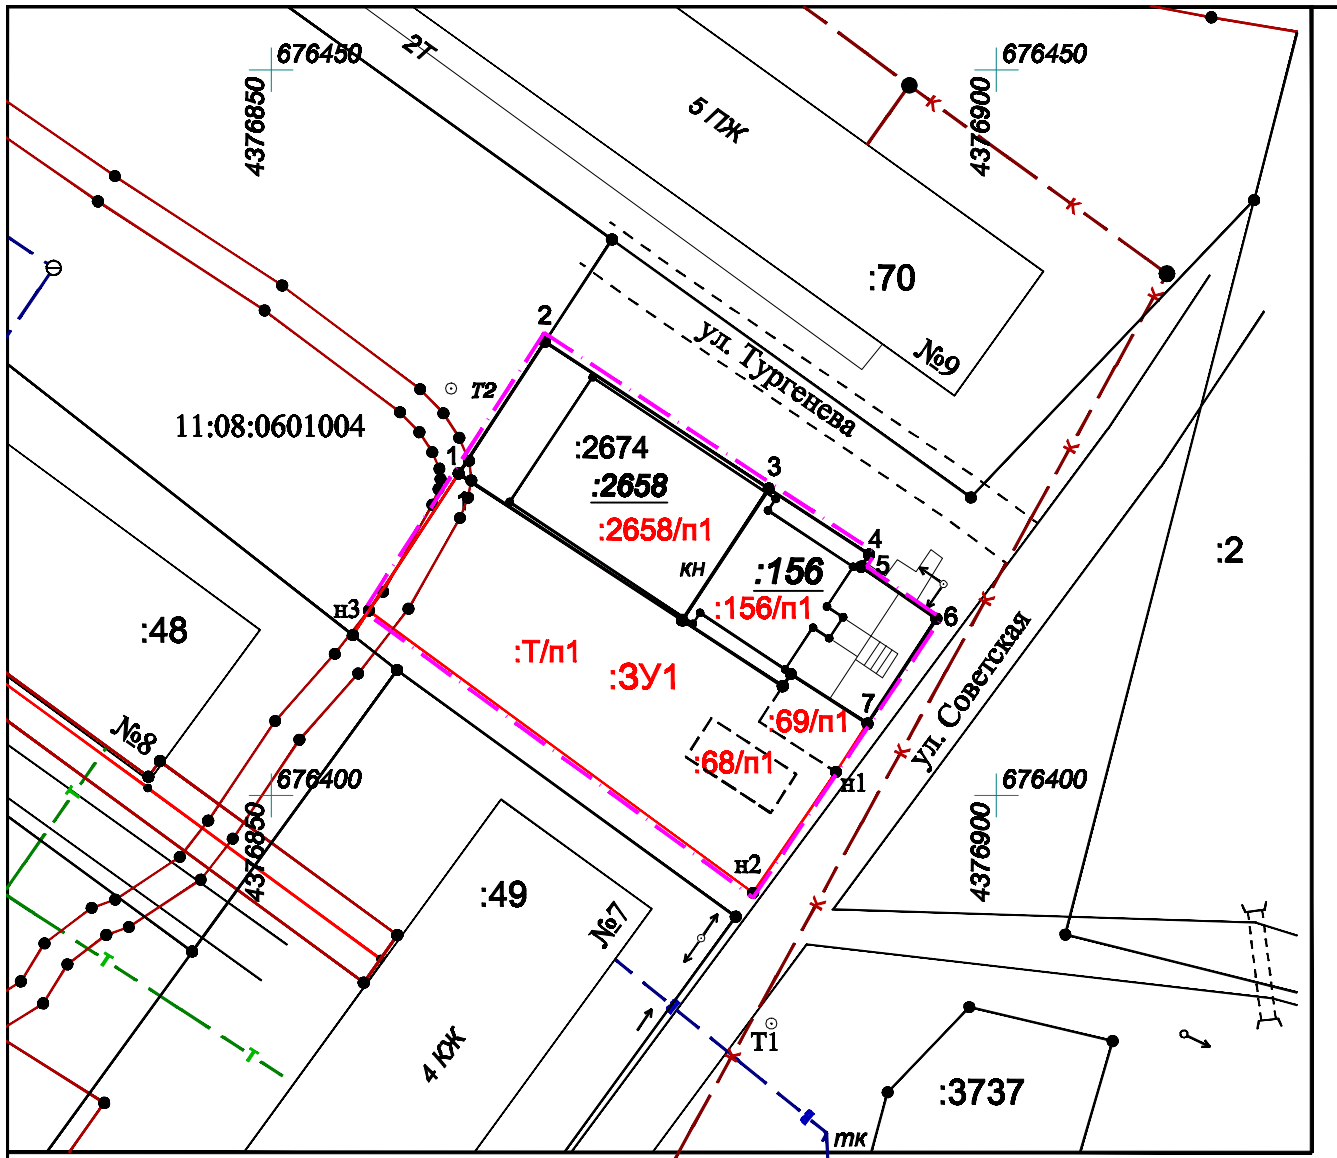 676450
4376850
2Т
5 ПЖ
676450
4376900
:70
№9
ул. Тургенева
2
Т2
11:08:0601004
1
1
:2674
:2658
:2658/п1
3
4
5
6
кн
:156
:156/п1
:2
н3
:48
:Т/п1
:ЗУ1
7
:69/п1
:68/п1
н1
ул. Советская
№8
Т
676400
4376850
676400
4376900
н2
:49
№7
Т
Т
4 КЖ
Т1
:3737
тк
К
К
К
К
К
К
К
К